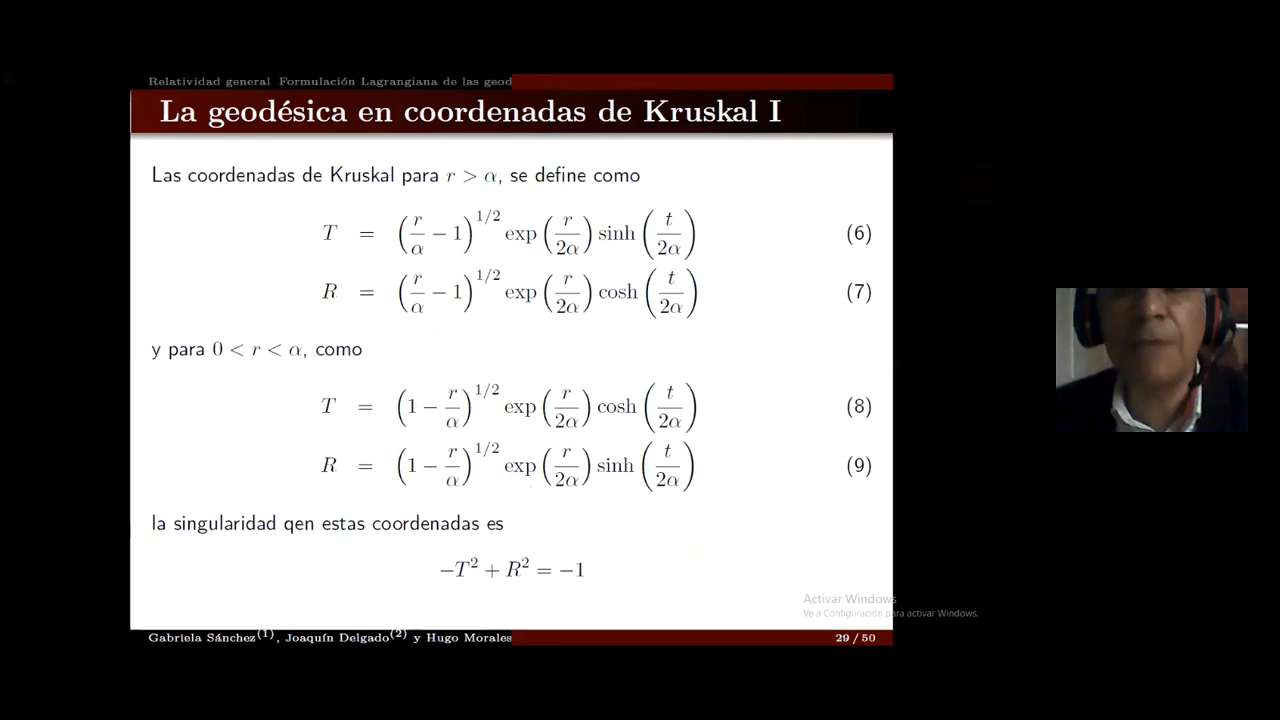 Relatividad general Formulación Lagrangiana de las geod
La geodésica en coordenadas de Kruskal I
Las coordenadas de Kruskal para r > α, se define como
T = (r/α − 1)^{1/2} exp (r/2α) sinh (t/2α) (6)
R = (r/α − 1)^{1/2} exp (r/2α) cosh (t/2α) (7)
y para 0 < r < α, como
T = (1 − r/α)^{1/2} exp (r/2α) cosh (t/2α) (8)
R = (1 − r/α)^{1/2} exp (r/2α) sinh (t/2α) (9)
la singularidad qen estas coordenadas es
−T² + R² = −1
Activar Windows
Ve a Configuración para activar Windows.
Gabriela Sánchez⁽¹⁾, Joaquín Delgado⁽²⁾ y Hugo Morales 29 / 50